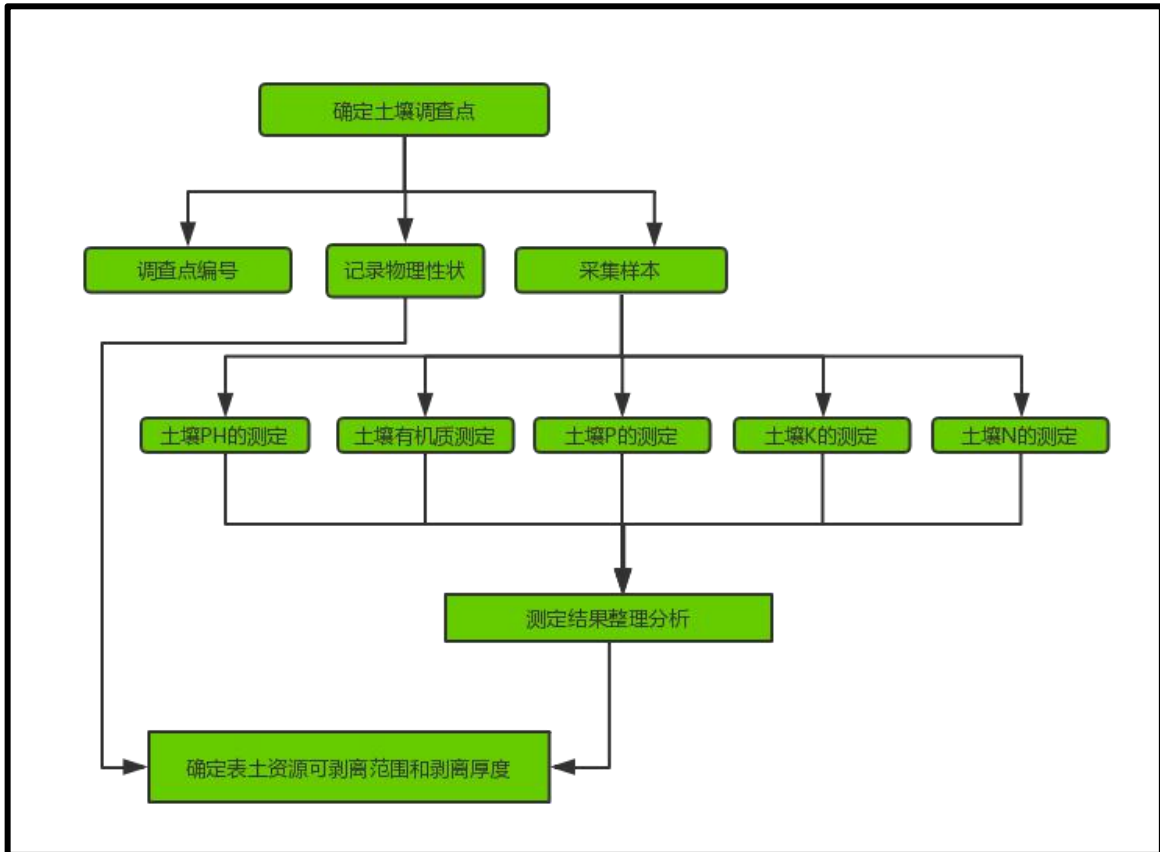 确定土壤调查点
调查点编号
记录物理性状
采集样本
土壤PH的测定
土壤有机质测定
土壤P的测定
土壤K的测定
土壤N的测定
测定结果整理分析
确定表土资源可剥离范围和剥离厚度